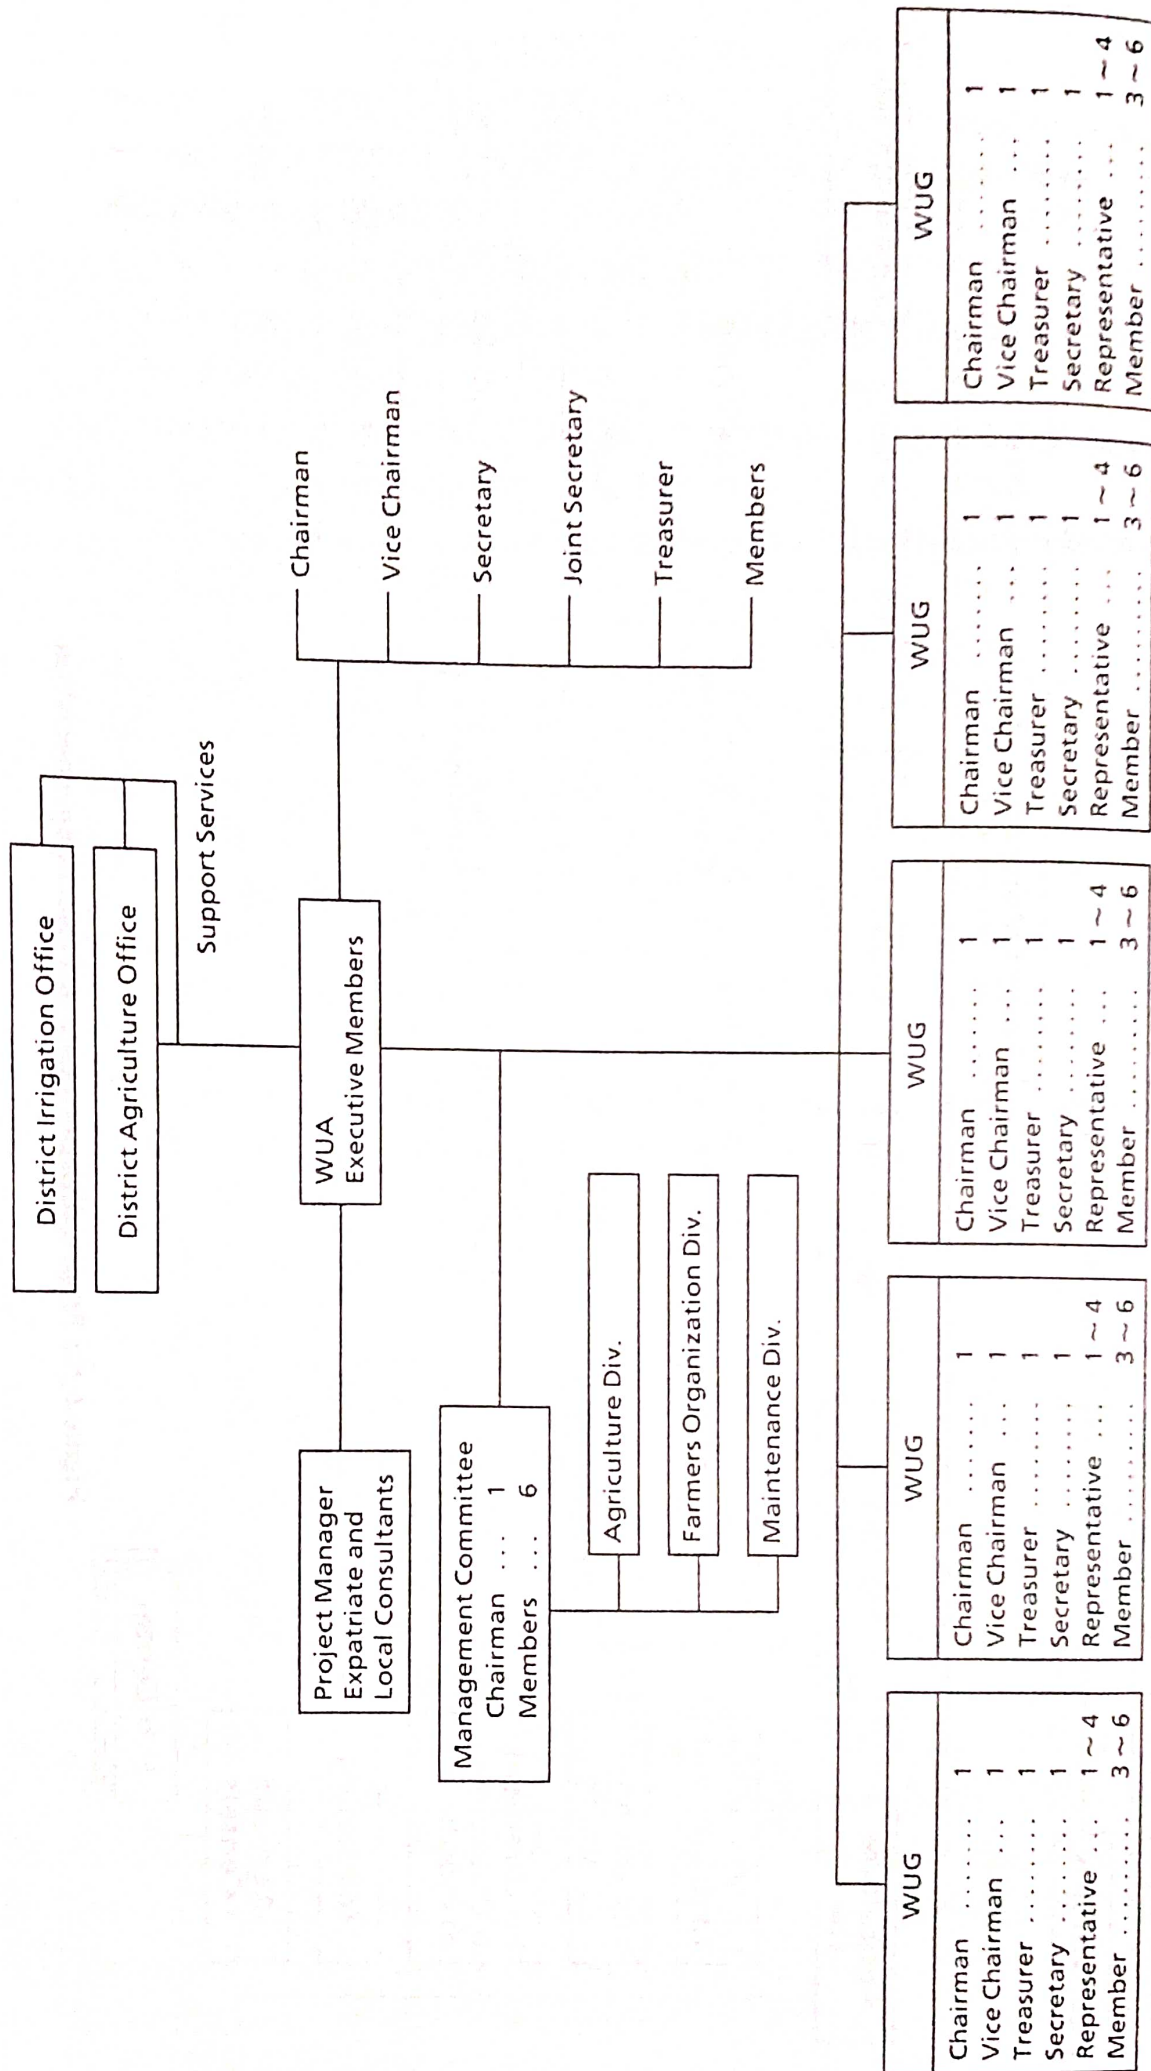 District Irrigation Office
District Agriculture Office
Support Services
WUA
Executive Members
Project Manager
Expatriate and
Local Consultants
Chairman
Vice Chairman
Secretary
Joint Secretary
Treasurer
Members
Management Committee
Chairman ... 1
Members ... 6
Agriculture Div.
Farmers Organization Div.
Maintenance Div.
WUG
Chairman ....... 1
Vice Chairman ... 1
Treasurer ........ 1
Secretary ........ 1
Representative ... 1 ~ 4
Member ......... 3 ~ 6
WUG
Chairman ....... 1
Vice Chairman ... 1
Treasurer ........ 1
Secretary ........ 1
Representative ... 1 ~ 4
Member ......... 3 ~ 6
WUG
Chairman ....... 1
Vice Chairman ... 1
Treasurer ........ 1
Secretary ........ 1
Representative ... 1 ~ 4
Member ......... 3 ~ 6
WUG
Chairman ....... 1
Vice Chairman ... 1
Treasurer ........ 1
Secretary ........ 1
Representative ... 1 ~ 4
Member ......... 3 ~ 6
WUG
Chairman ....... 1
Vice Chairman ... 1
Treasurer ........ 1
Secretary ........ 1
Representative ... 1 ~ 4
Member ......... 3 ~ 6